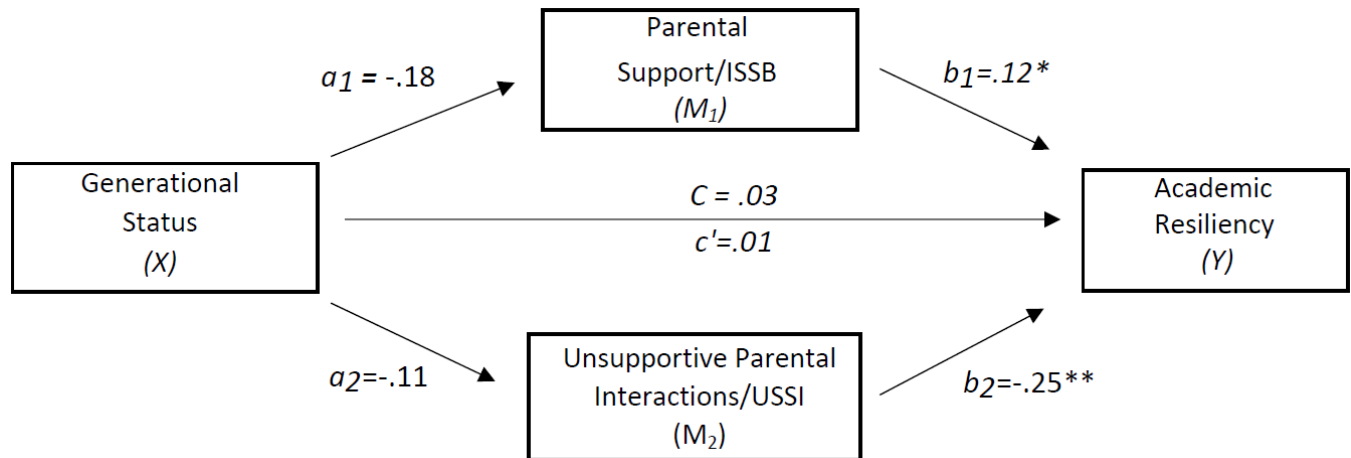 Parental
Support/ISSB
(M₁)
a1 = -.18
b1=.12*
Generational
Status
(X)
C = .03
c'=.01
Academic
Resiliency
(Y)
a2=-.11
Unsupportive Parental
Interactions/USSI
(M₂)
b2=-.25**